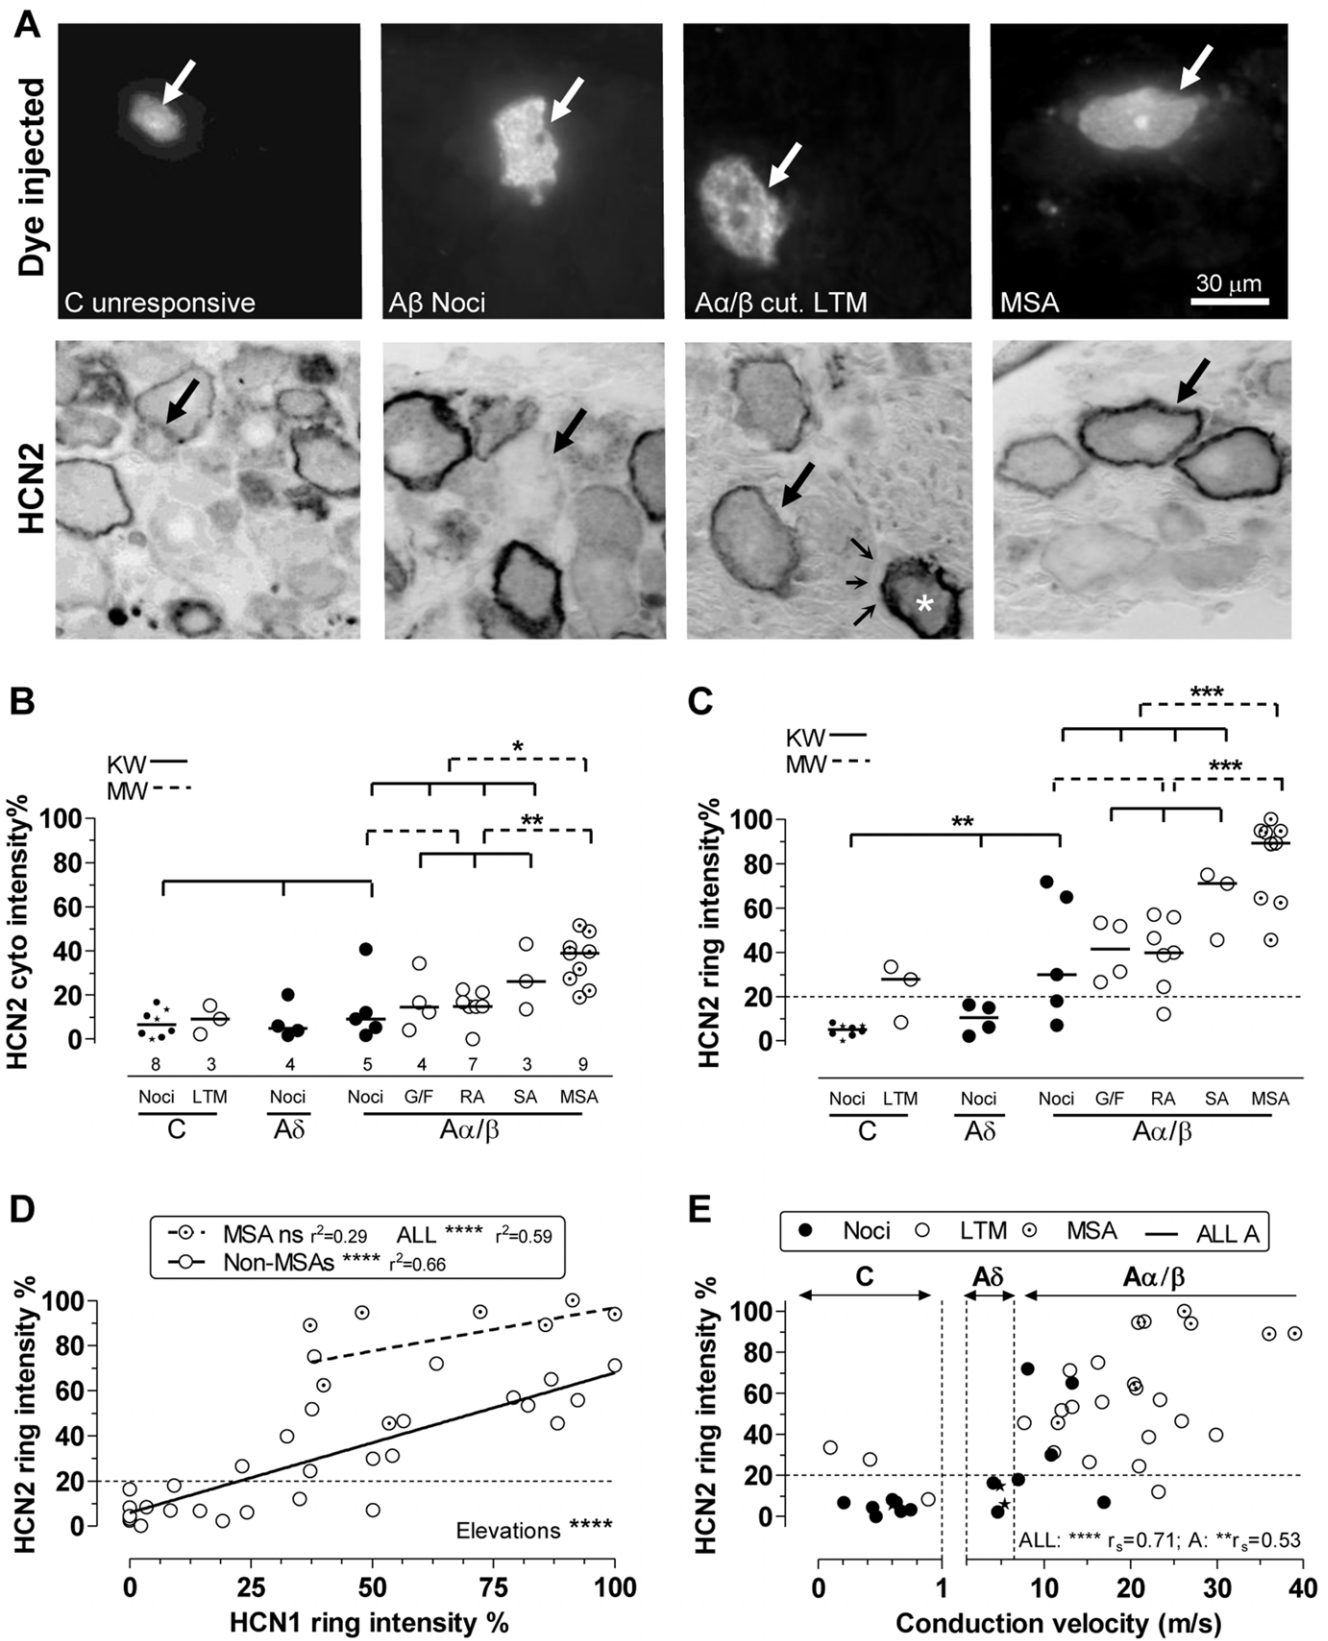 A
Dye injected
C unresponsive
Aβ Noci
Aα/β cut. LTM
MSA
30 μm
HCN2
*
B
KW
MW
*
**
HCN2 cyto intensity%
100
80
60
40
20
0
8 3 4 5 4 7 3 9
Noci LTM Noci Noci G/F RA SA MSA
C Aδ Aα/β
C
KW
MW
***
***
**
HCN2 ring intensity%
100
80
60
40
20
0
Noci LTM Noci Noci G/F RA SA MSA
C Aδ Aα/β
D
MSA ns r²=0.29 ALL **** r²=0.59
Non-MSAs **** r²=0.66
HCN2 ring intensity %
100
80
60
40
20
0
Elevations ****
0 25 50 75 100
HCN1 ring intensity %
E
Noci LTM MSA ALL A
C Aδ Aα/β
HCN2 ring intensity %
100
80
60
40
20
0
ALL: **** rₛ=0.71; A: **rₛ=0.53
0 1 10 20 30 40
Conduction velocity (m/s)